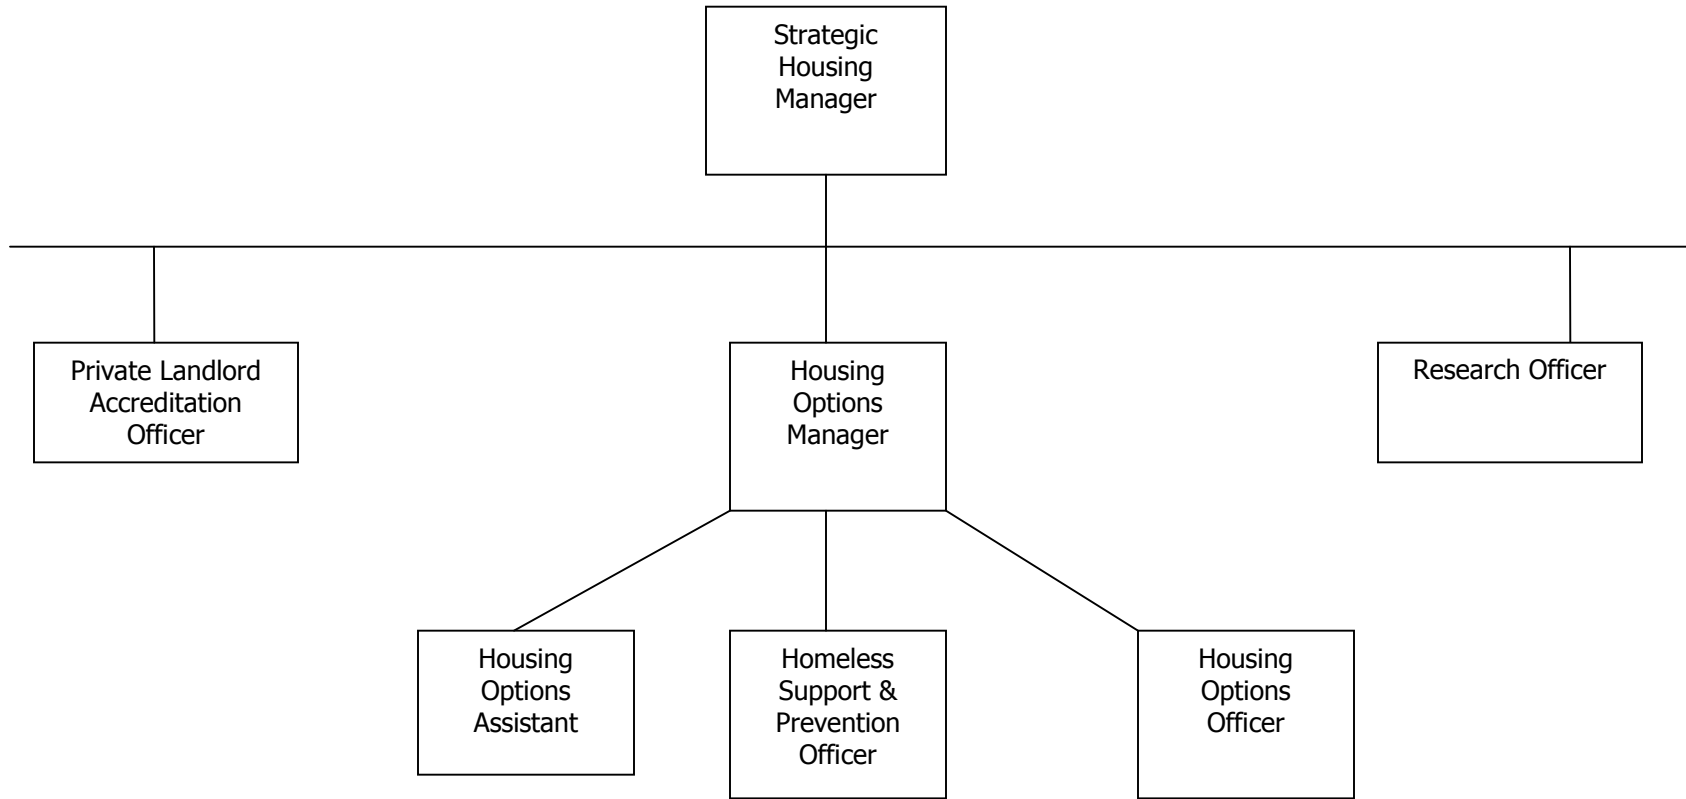 Strategic
Housing
Manager
Private Landlord
Accreditation
Officer
Housing
Options
Manager
Research Officer
Housing
Options
Assistant
Homeless
Support &
Prevention
Officer
Housing
Options
Officer